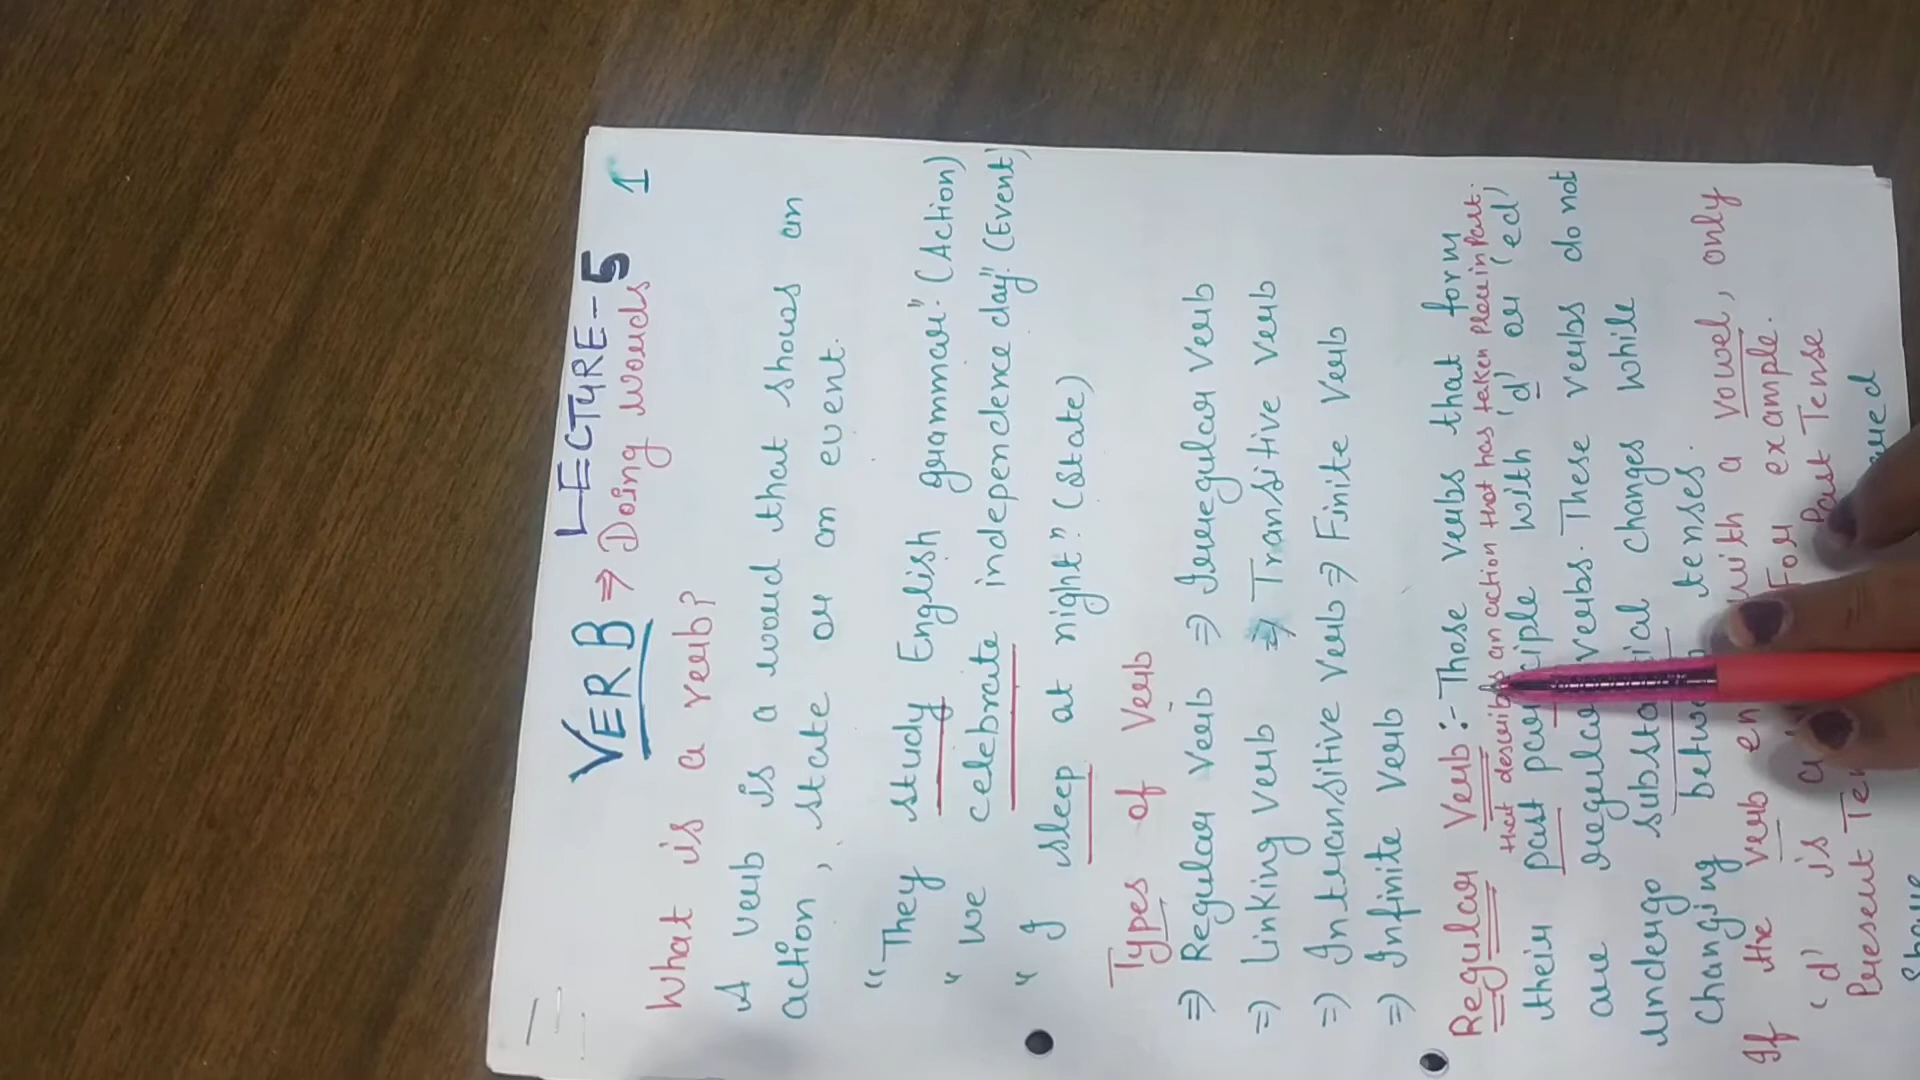 LECTURE-5
1
VERB ⇒ Doing words
What is a verb?
A verb is a word that shows an
action, state or an event.
"They study English grammar". (Action)
"We celebrate independence day". (Event)
"I sleep at night." (State)
Types of Verb
⇒ Regular Verb ⇒ Irregular Verb
⇒ Linking Verb ⇒ Transitive Verb
⇒ Intransitive Verb ⇒ Finite Verb
⇒ Infinite Verb
Regular Verb :- Those verbs that form
that describes an action that has taken Place in Past.
their past participle with 'd' or 'ed'
are regular verbs. These verbs do not
undergo substantial changes while
changing between tenses.
If the verb with a vowel, only
'd' is For example.
Present Past Tense
Show